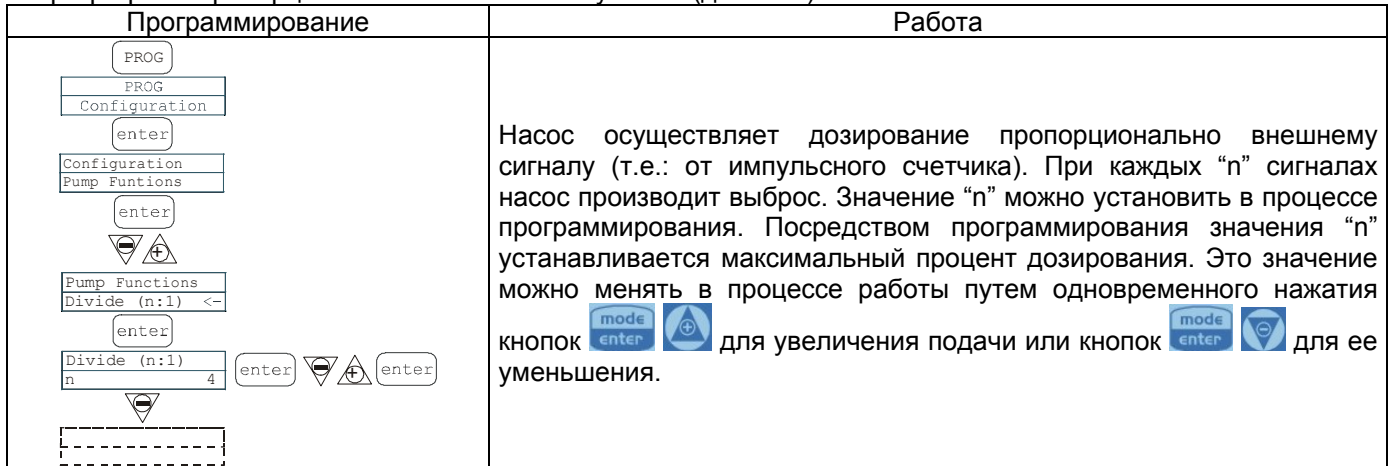 Программирование
Работа
PROG
PROG
Configuration
enter
Configuration
Pump Funtions
enter
Pump Functions
Divide (n:1) <-
enter
Divide (n:1)
n 4
enter
enter
Насос осуществляет дозирование пропорционально внешнему
сигналу (т.е.: от импульсного счетчика). При каждых “n” сигналах
насос производит выброс. Значение “n” можно установить в процессе
программирования. Посредством программирования значения “n”
устанавливается максимальный процент дозирования. Это значение
можно менять в процессе работы путем одновременного нажатия
кнопок mode enter для увеличения подачи или кнопок mode enter для ее
уменьшения.